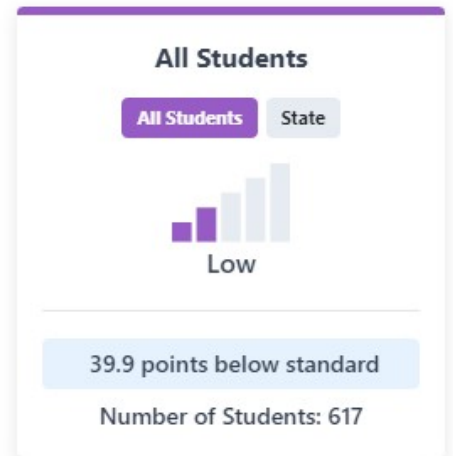 All Students
All Students State
Low
39.9 points below standard
Number of Students: 617